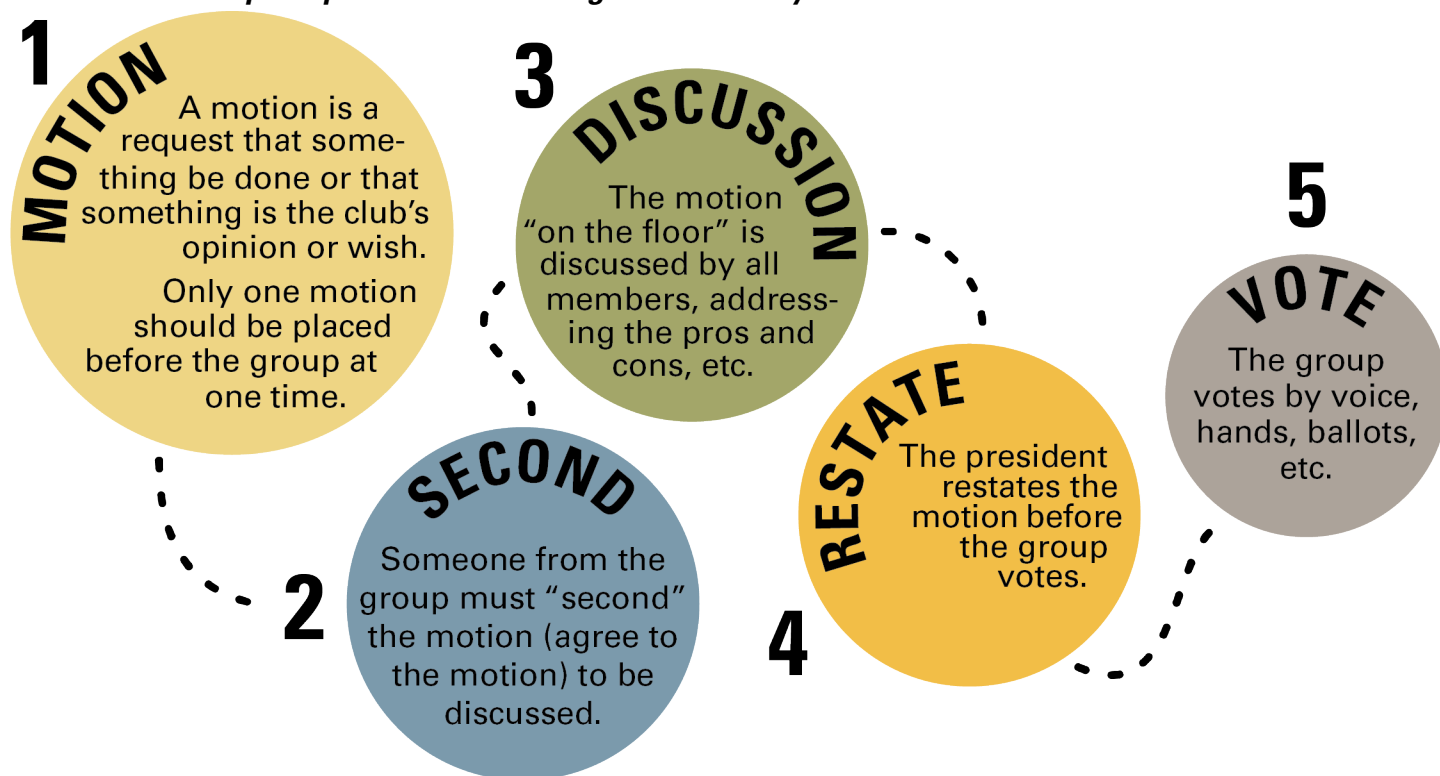 1
MOTION
A motion is a
request that some-
thing be done or that
something is the club’s
opinion or wish.
Only one motion
should be placed
before the group at
one time.
2
SECOND
Someone from the
group must “second”
the motion (agree to
the motion) to be
discussed.
3
DISCUSSION
The motion
“on the floor” is
discussed by all
members, address-
ing the pros and
cons, etc.
4
RESTATE
The president
restates the
motion before
the group
votes.
5
VOTE
The group
votes by voice,
hands, ballots,
etc.